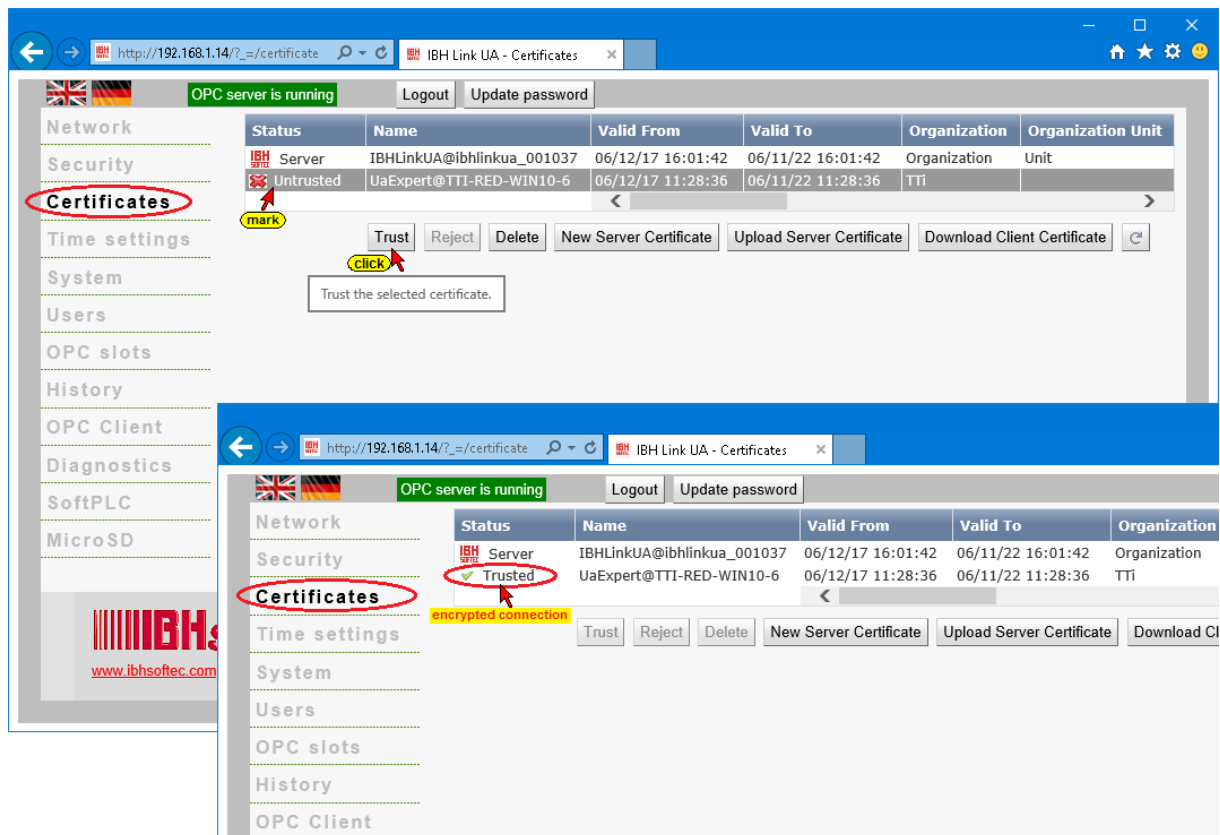 http://192.168.1.14/?_=/certificate
IBH Link UA - Certificates
OPC server is running
Logout
Update password
Network
Security
Certificates
Time settings
System
Users
OPC slots
History
OPC Client
Diagnostics
SoftPLC
MicroSD
Status Name Valid From Valid To Organization Organization Unit
IBH SOFTEC Server IBHLinkUA@ibhlinkua_001037 06/12/17 16:01:42 06/11/22 16:01:42 Organization Unit
Untrusted UaExpert@TTI-RED-WIN10-6 06/12/17 11:28:36 06/11/22 11:28:36 TTi
mark
Trust Reject Delete New Server Certificate Upload Server Certificate Download Client Certificate
click
Trust the selected certificate.
IBHs
www.ibhsoftec.com
http://192.168.1.14/?_=/certificate
IBH Link UA - Certificates
OPC server is running
Logout
Update password
Network
Security
Certificates
Time settings
System
Users
OPC slots
History
OPC Client
Status Name Valid From Valid To Organization
IBH SOFTEC Server IBHLinkUA@ibhlinkua_001037 06/12/17 16:01:42 06/11/22 16:01:42 Organization
Trusted UaExpert@TTI-RED-WIN10-6 06/12/17 11:28:36 06/11/22 11:28:36 TTi
encrypted connection
Trust Reject Delete New Server Certificate Upload Server Certificate Download Cl